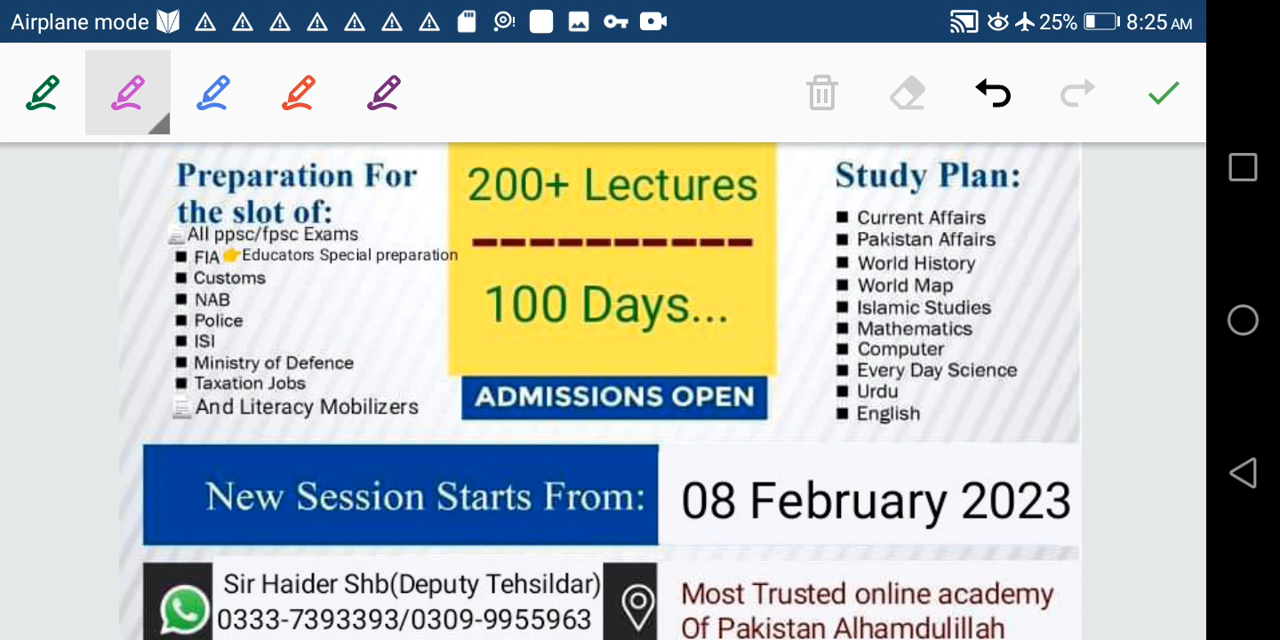 Airplane mode
25% 8:25 AM
Preparation For
the slot of:
All ppsc/fpsc Exams
FIA 👉Educators Special preparation
Customs
NAB
Police
ISI
Ministry of Defence
Taxation Jobs
And Literacy Mobilizers
200+ Lectures
-----------
100 Days...
ADMISSIONS OPEN
Study Plan:
Current Affairs
Pakistan Affairs
World History
World Map
Islamic Studies
Mathematics
Computer
Every Day Science
Urdu
English
New Session Starts From:
08 February 2023
Sir Haider Shb(Deputy Tehsildar)
0333-7393393/0309-9955963
Most Trusted online academy
Of Pakistan Alhamdulillah